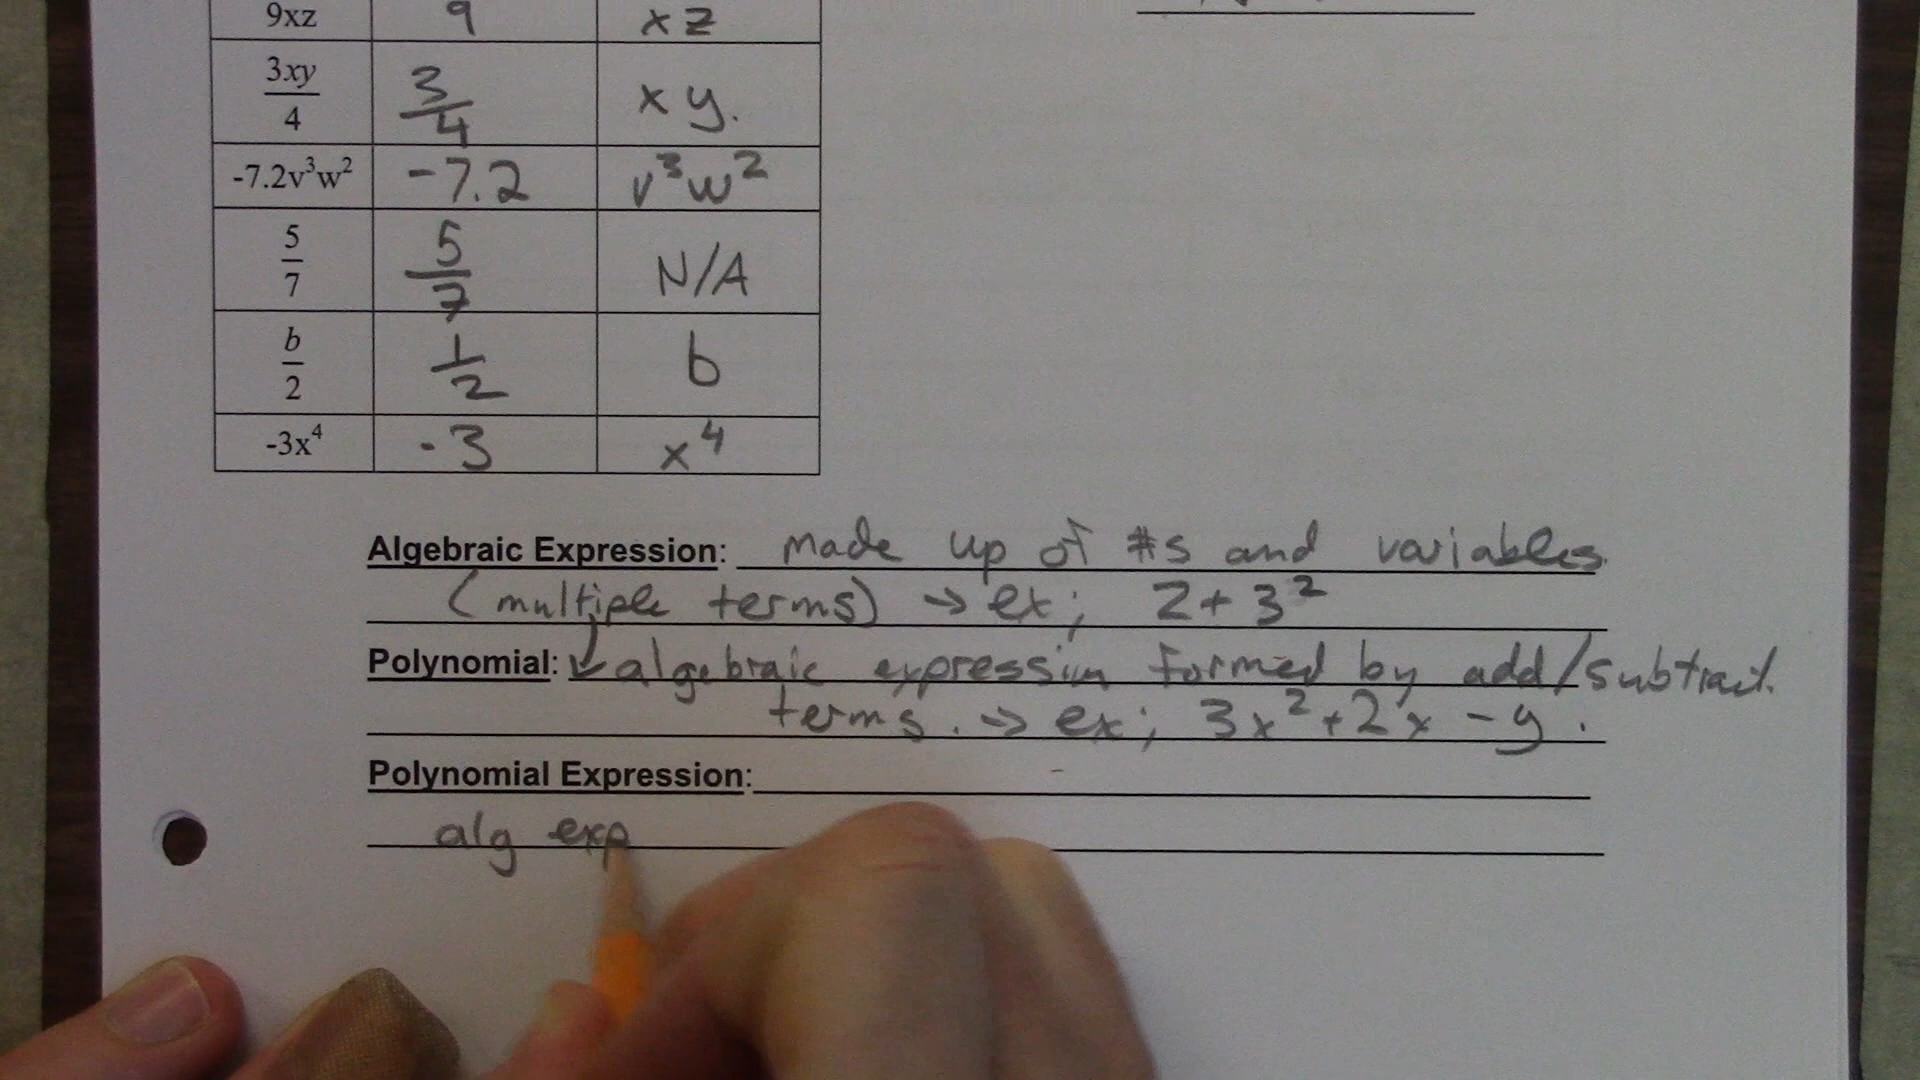 9xz 9 xz
3xy/4 3/4 xy.
-7.2v³w² -7.2 v³w²
5/7 5/7 N/A
b/2 1/2 b
-3x⁴ -3 x⁴
Algebraic Expression: made up of #s and variables.
(multiple terms) → ex; 2+3²
Polynomial: algebraic expression formed by add/subtract.
terms. → ex; 3x²+2x-y.
Polynomial Expression:
alg exp